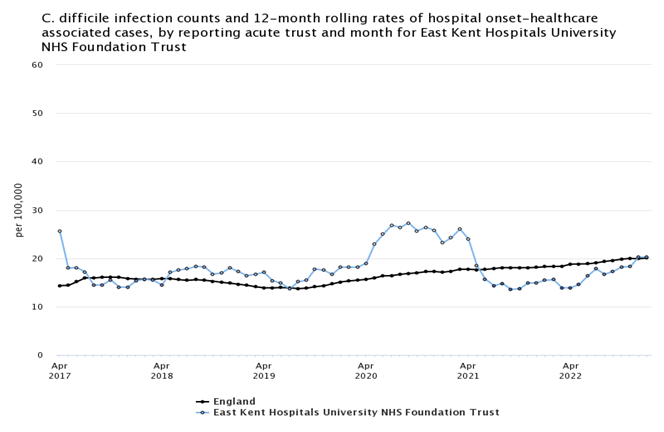 C. difficile infection counts and 12-month rolling rates of hospital onset-healthcare
associated cases, by reporting acute trust and month for East Kent Hospitals University
NHS Foundation Trust
60
50
40
30
20
10
0
per 100,000
Apr
2017
Apr
2018
Apr
2019
Apr
2020
Apr
2021
Apr
2022
England
East Kent Hospitals University NHS Foundation Trust